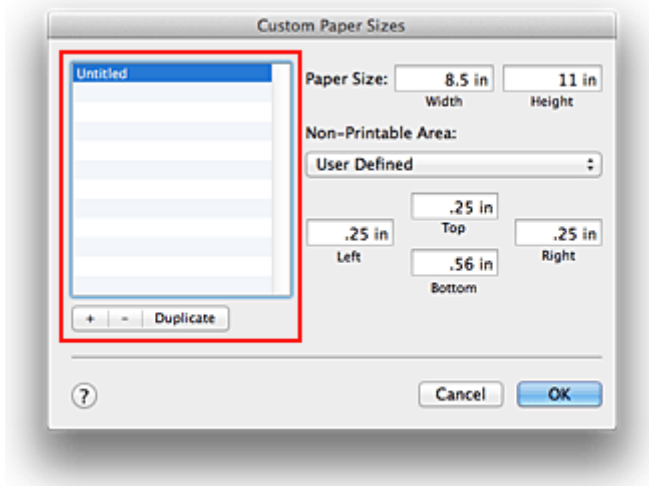 Custom Paper Sizes
Untitled
+ - Duplicate
Paper Size: 8.5 in 11 in
Width Height
Non-Printable Area:
User Defined
.25 in
Top
.25 in .25 in
Left Right
.56 in
Bottom
? Cancel OK